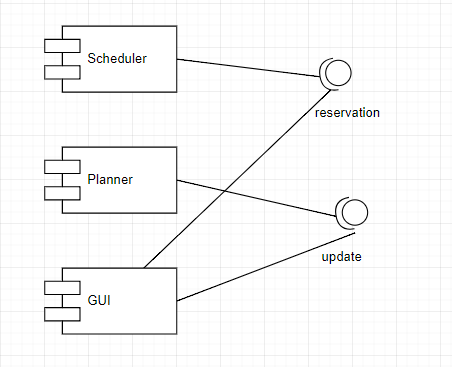 Scheduler
reservation
Planner
update
GUI